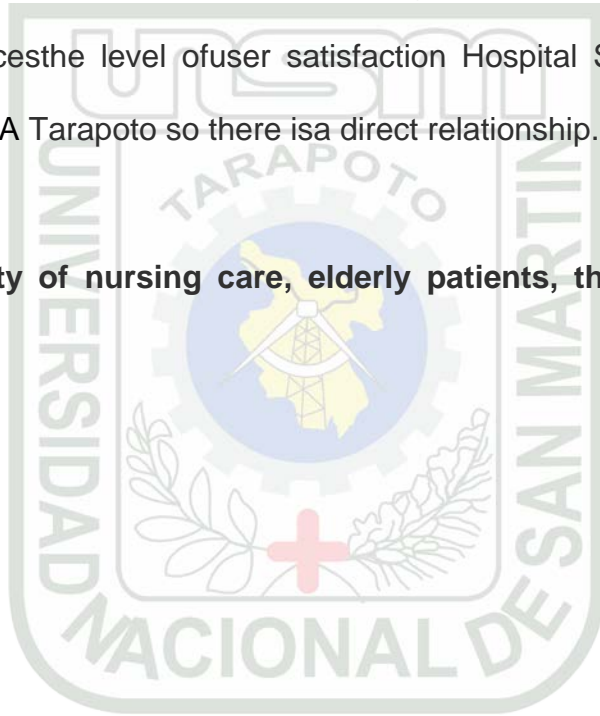 cesthe level ofuser satisfaction Hospital S
A Tarapoto so there isa direct relationship.
ty of nursing care, elderly patients, th
unsm
TARAPOTO
UNIVERSIDAD NACIONAL DE SAN MARTIN